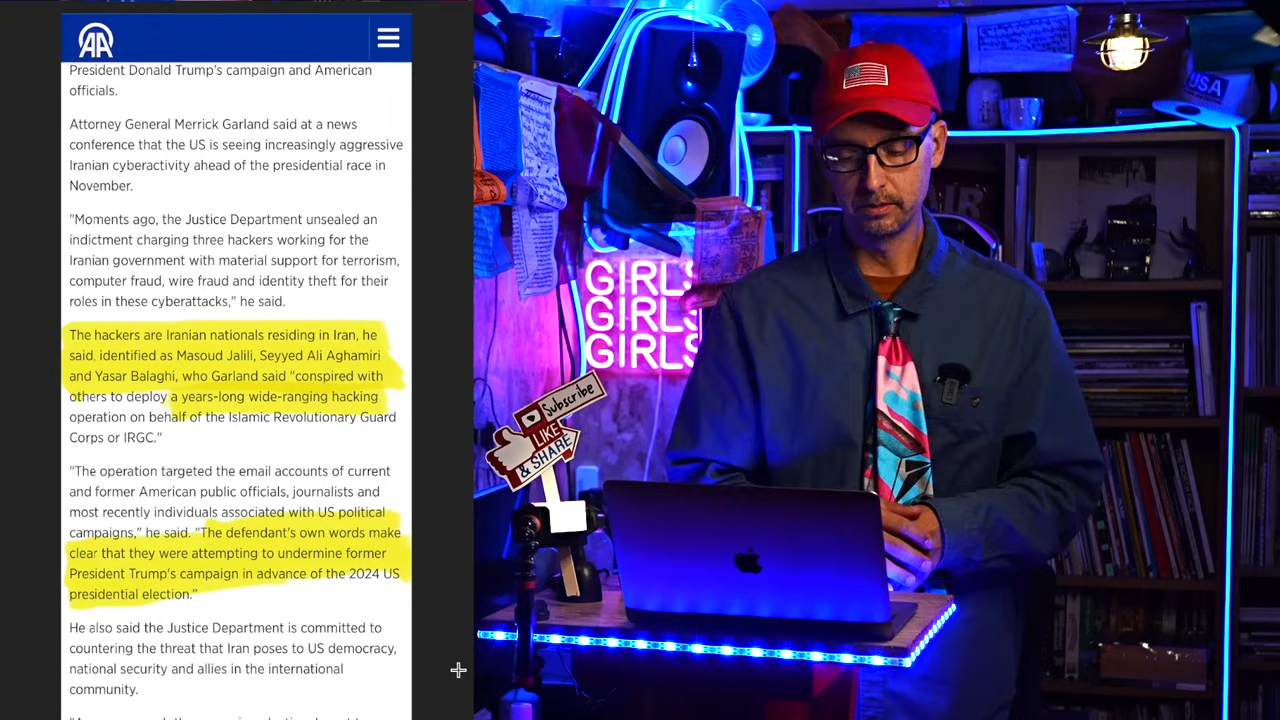 AA
President Donald Trump's campaign and American
officials.
Attorney General Merrick Garland said at a news
conference that the US is seeing increasingly aggressive
Iranian cyberactivity ahead of the presidential race in
November.
"Moments ago, the Justice Department unsealed an
indictment charging three hackers working for the
Iranian government with material support for terrorism,
computer fraud, wire fraud and identity theft for their
roles in these cyberattacks," he said.
The hackers are Iranian nationals residing in Iran, he
said, identified as Masoud Jalili, Seyyed Ali Aghamiri
and Yasar Balaghi, who Garland said "conspired with
others to deploy a years-long wide-ranging hacking
operation on behalf of the Islamic Revolutionary Guard
Corps or IRGC."
"The operation targeted the email accounts of current
and former American public officials, journalists and
most recently individuals associated with US political
campaigns," he said. "The defendant's own words make
clear that they were attempting to undermine former
President Trump's campaign in advance of the 2024 US
presidential election."
He also said the Justice Department is committed to
countering the threat that Iran poses to US democracy,
national security and allies in the international
community.
GIRLS
GIRLS
GIRLS
Subscribe
LIKE
& SHARE
USA